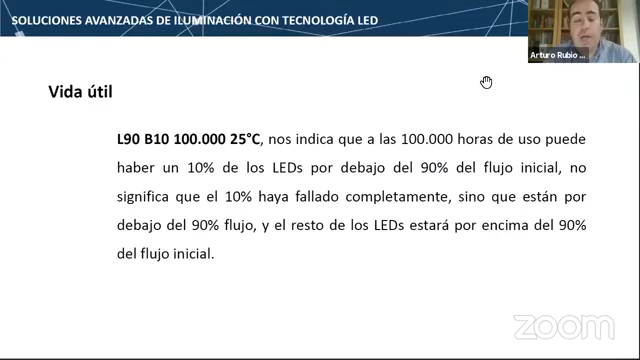 SOLUCIONES AVANZADAS DE ILUMINACIÓN CON TECNOLOGÍA LED
Arturo Rubio ...
Vida útil
L90 B10 100.000 25°C, nos indica que a las 100.000 horas de uso puede
haber un 10% de los LEDs por debajo del 90% del flujo inicial, no
significa que el 10% haya fallado completamente, sino que están por
debajo del 90% flujo, y el resto de los LEDs estará por encima del 90%
del flujo inicial.
zoom